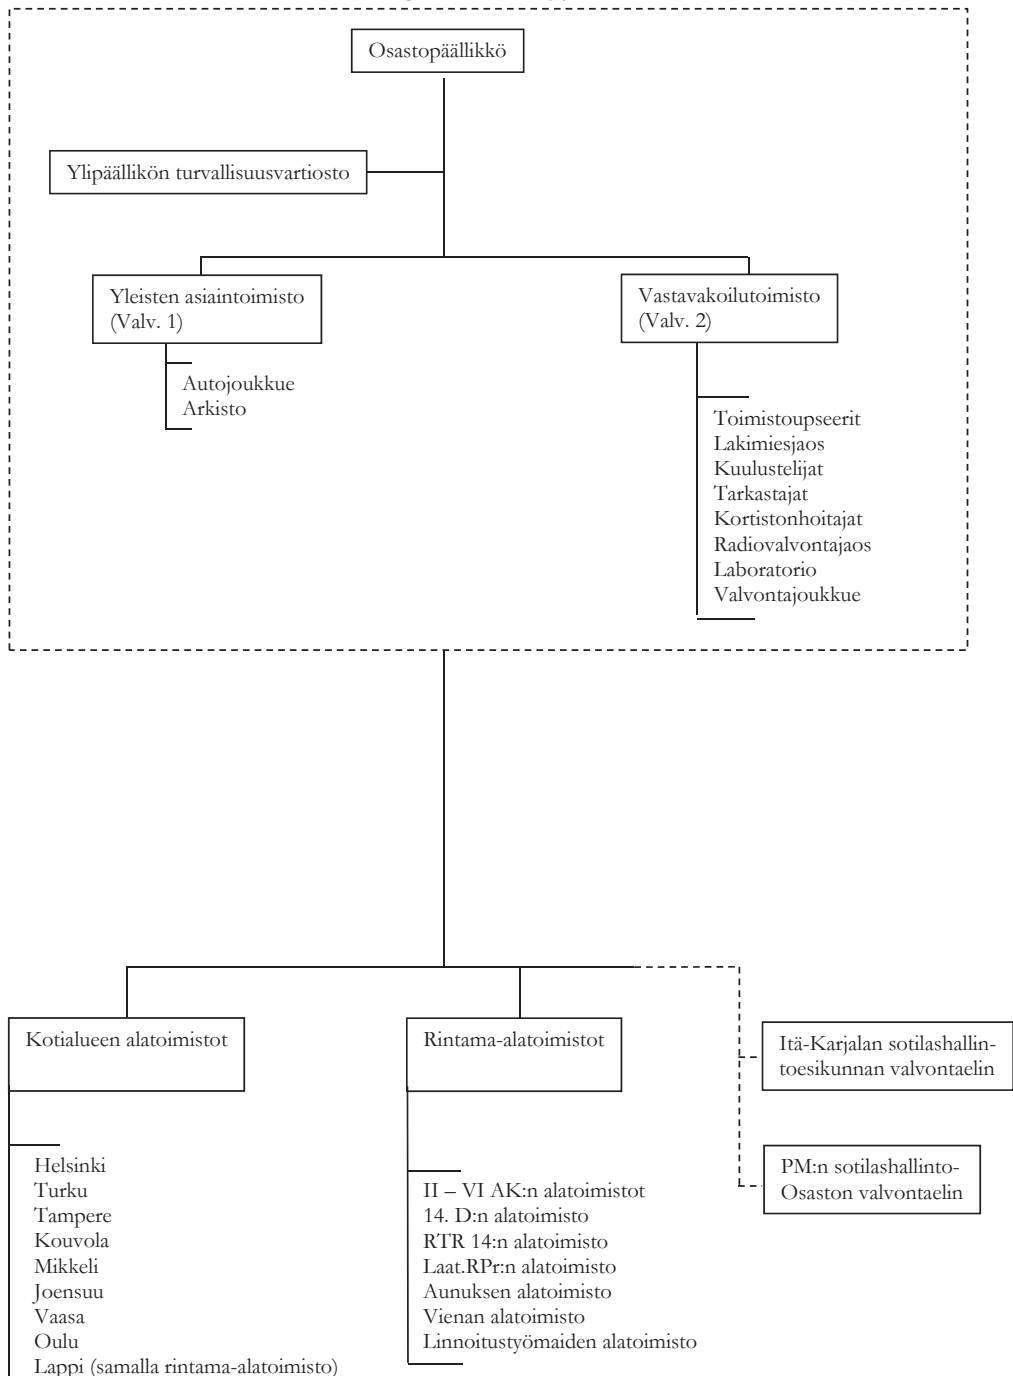 Osastopäällikkö
Ylipäällikön turvallisuusvartiosto
Yleisten asiaintoimisto
(Valv. 1)
Autojoukkue
Arkisto
Vastavakoilutoimisto
(Valv. 2)
Toimistoupseerit
Lakimiesjaos
Kuulustelijat
Tarkastajat
Kortistonhoitajat
Radiovalvontajaos
Laboratorio
Valvontajoukkue
Kotialueen alatoimistot
Helsinki
Turku
Tampere
Kouvola
Mikkeli
Joensuu
Vaasa
Oulu
Lappi (samalla rintama-alatoimisto)
Rintama-alatoimistot
II – VI AK:n alatoimistot
14. D:n alatoimisto
RTR 14:n alatoimisto
Laat.RPr:n alatoimisto
Aunuksen alatoimisto
Vienan alatoimisto
Linnoitustyömaiden alatoimisto
Itä-Karjalan sotilashallin-
toesikunnan valvontaelin
PM:n sotilashallinto-
Osaston valvontaelin